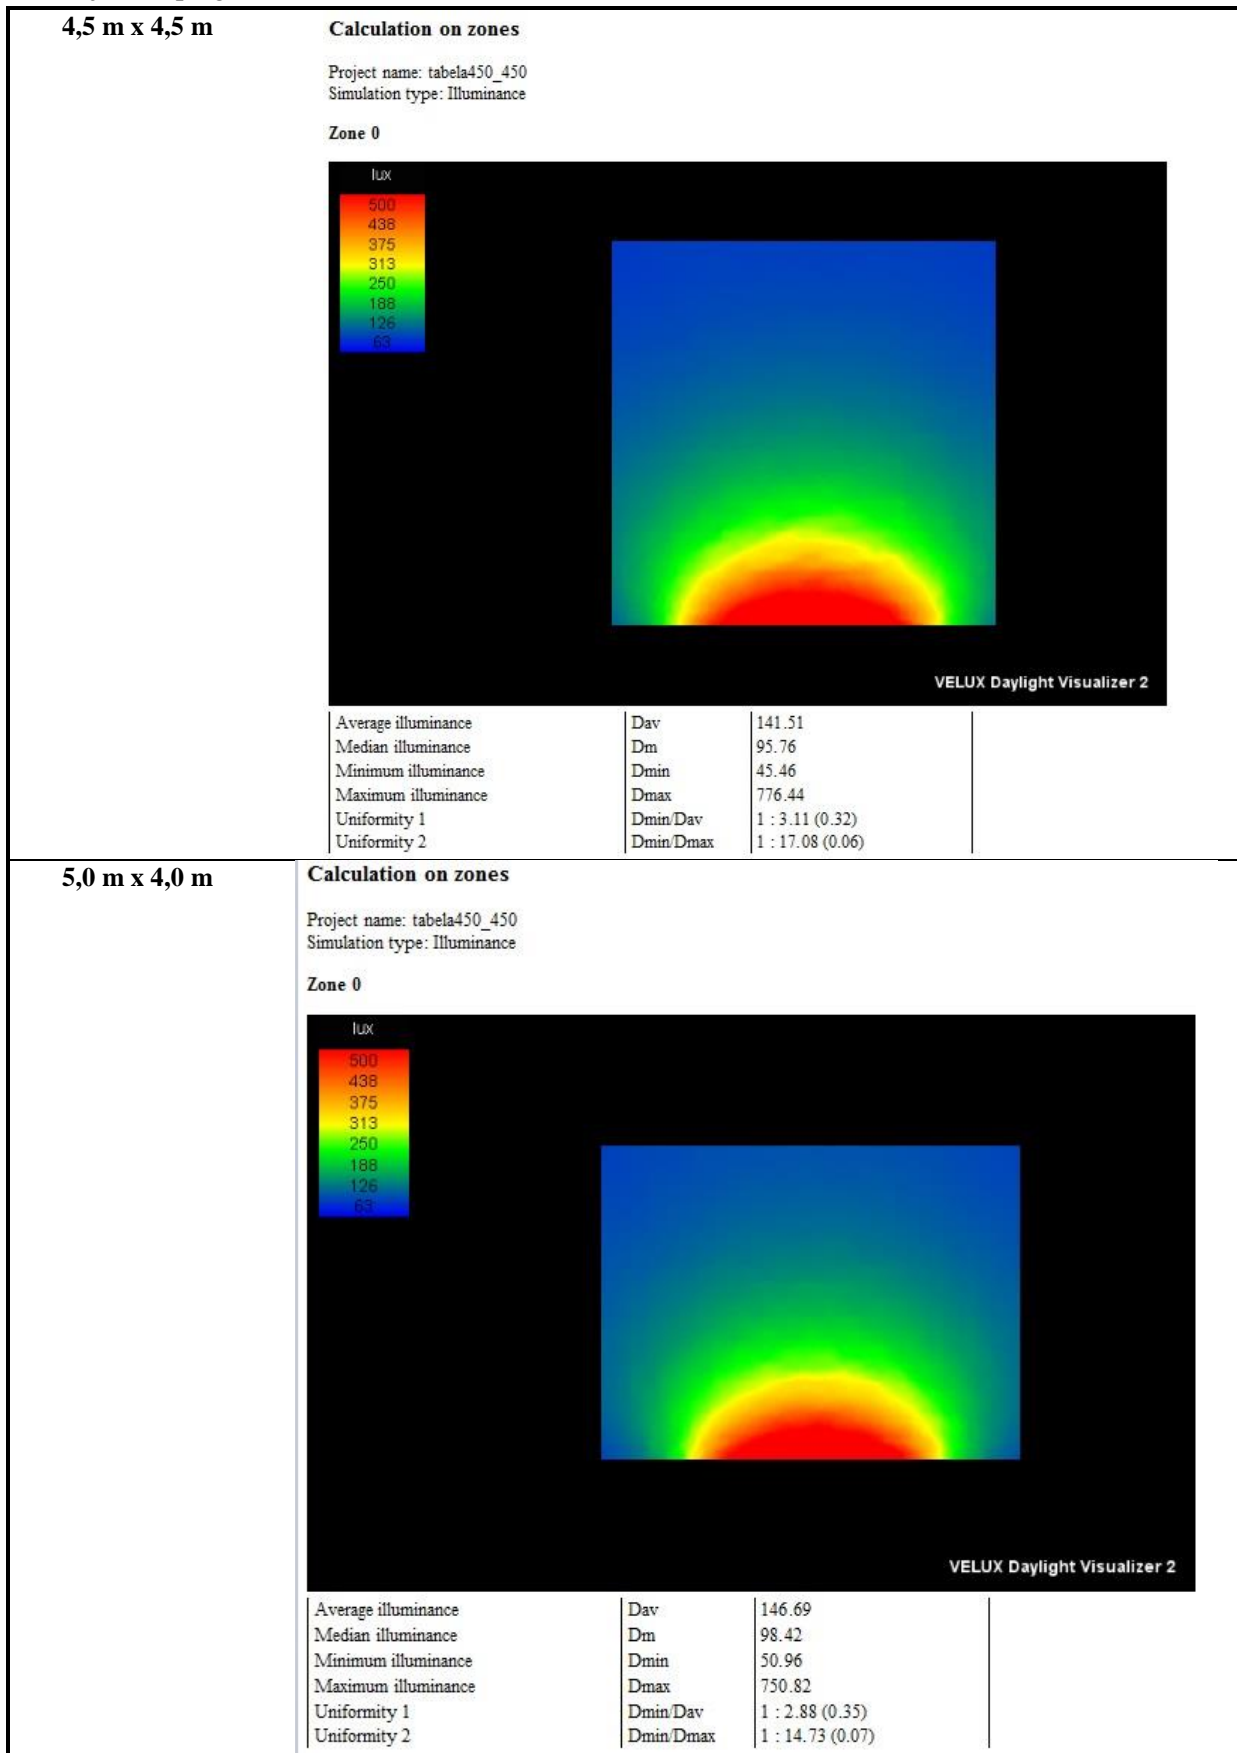 4,5 m x 4,5 m
Calculation on zones
Project name: tabela450_450
Simulation type: Illuminance
Zone 0
lux
500
438
375
313
250
188
126
63
VELUX Daylight Visualizer 2
Average illuminance Dav 141.51
Median illuminance Dm 95.76
Minimum illuminance Dmin 45.46
Maximum illuminance Dmax 776.44
Uniformity 1 Dmin/Dav 1 : 3.11 (0.32)
Uniformity 2 Dmin/Dmax 1 : 17.08 (0.06)
5,0 m x 4,0 m
Calculation on zones
Project name: tabela450_450
Simulation type: Illuminance
Zone 0
lux
500
438
375
313
250
188
126
63
VELUX Daylight Visualizer 2
Average illuminance Dav 146.69
Median illuminance Dm 98.42
Minimum illuminance Dmin 50.96
Maximum illuminance Dmax 750.82
Uniformity 1 Dmin/Dav 1 : 2.88 (0.35)
Uniformity 2 Dmin/Dmax 1 : 14.73 (0.07)